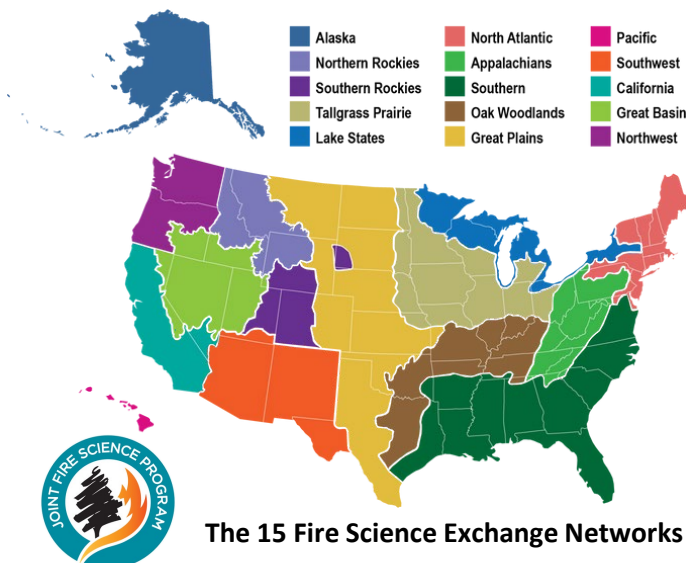 Alaska
Northern Rockies
Southern Rockies
Tallgrass Prairie
Lake States
North Atlantic
Appalachians
Southern
Oak Woodlands
Great Plains
Pacific
Southwest
California
Great Basin
Northwest
JOINT FIRE SCIENCE PROGRAM
The 15 Fire Science Exchange Networks